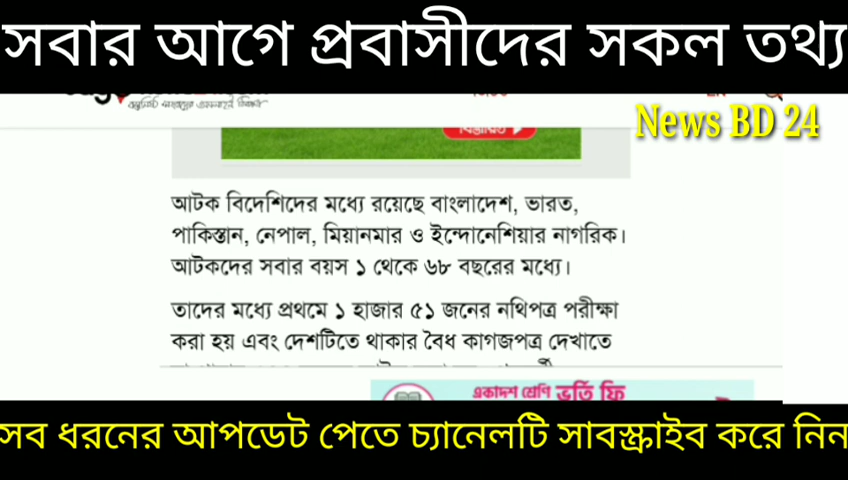 সবার আগে প্রবাসীদের সকল তথ্য
News BD 24
বিস্তারিত
আটক বিদেশিদের মধ্যে রয়েছে বাংলাদেশ, ভারত,
পাকিস্তান, নেপাল, মিয়ানমার ও ইন্দোনেশিয়ার নাগরিক।
আটকদের সবার বয়স ১ থেকে ৬৮ বছরের মধ্যে।
তাদের মধ্যে প্রথমে ১ হাজার ৫১ জনের নথিপত্র পরীক্ষা
করা হয় এবং দেশটিতে থাকার বৈধ কাগজপত্র দেখাতে
একাদশ শ্রেণি ভর্তি ফি
সব ধরনের আপডেট পেতে চ্যানেলটি সাবস্ক্রাইব করে নিন